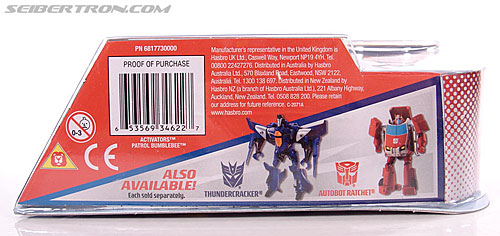 SEIBERTRON.COM
PN 6817730000
PROOF OF PURCHASE
6 53569 34622 7
0-3
ACTIVATORS™
PATROL BUMBLEBEE™
Manufacturer's representative in the United Kingdom is
Hasbro UK Ltd., Caswell Way, Newport NP19 4YH. Tel.
00800 22427276. Distributed in Australia by Hasbro
Australia Ltd., 570 Blaxland Road, Eastwood, NSW 2122,
Australia. Tel. 1300 138 697. Distributed in New Zealand by
Hasbro NZ (a branch of Hasbro Australia Ltd.), 221 Albany Highway,
Auckland, New Zealand. Tel. 0508 828 200. Please retain
our address for future reference. C-2071A
www.hasbro.com
CE
ALSO
AVAILABLE!
Each sold separately.
THUNDERCRACKER®
AUTOBOT RATCHET®